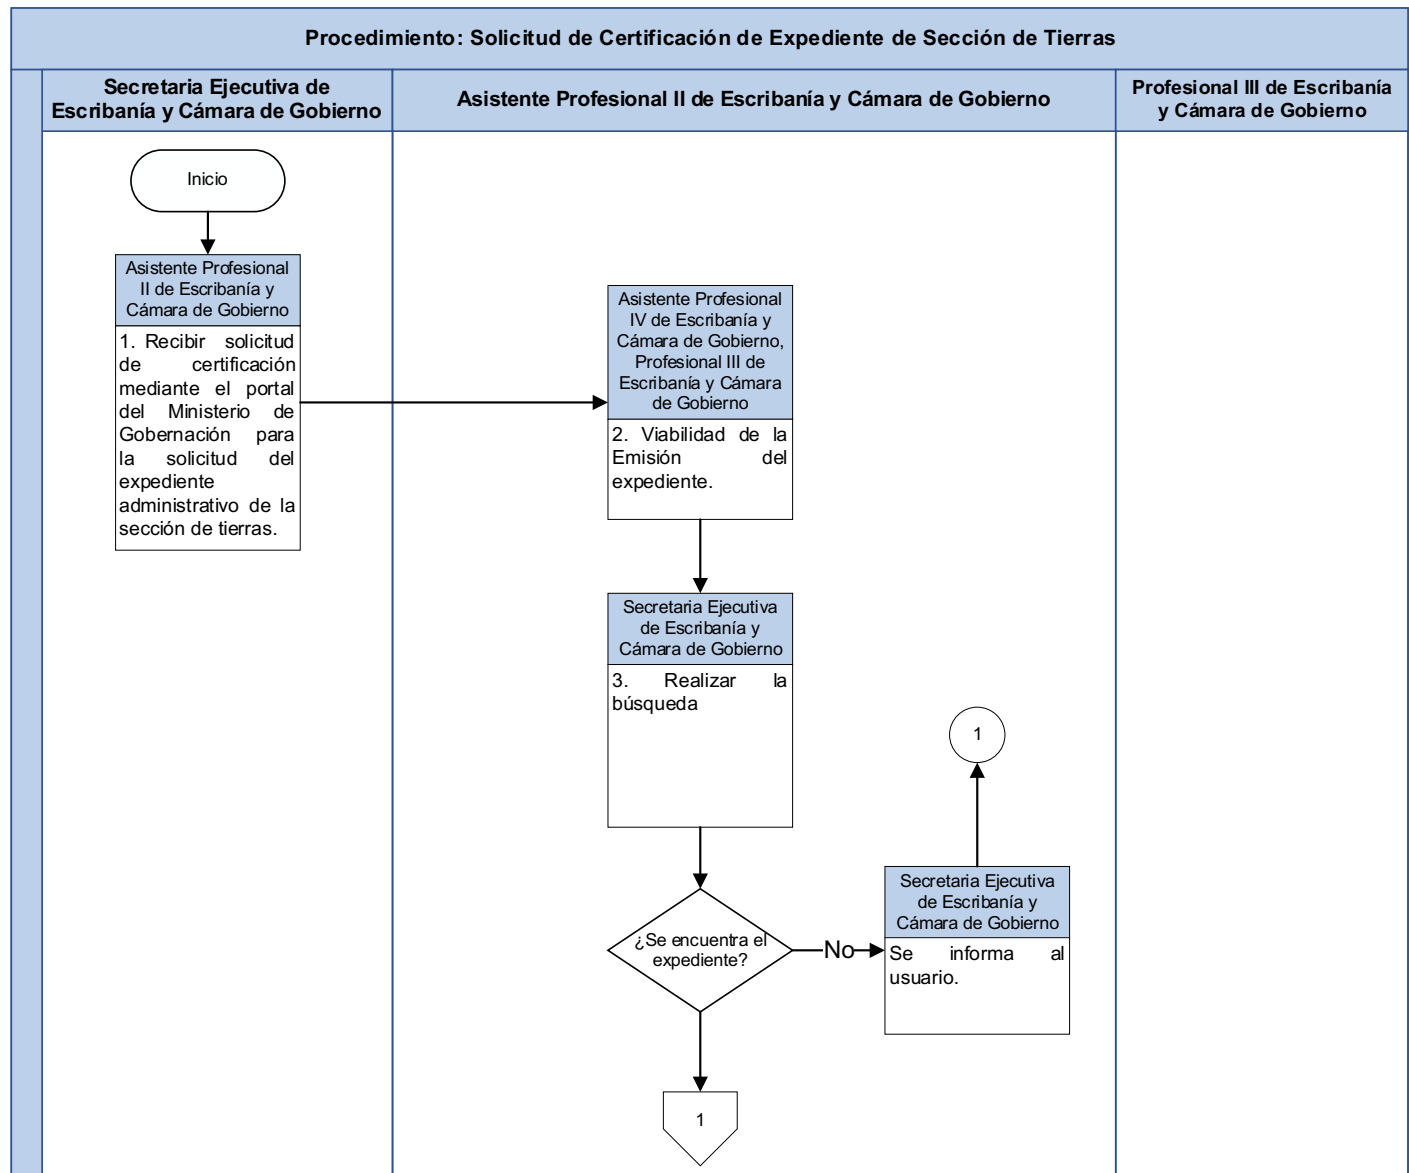 Procedimiento: Solicitud de Certificación de Expediente de Sección de Tierras
Secretaria Ejecutiva de
Escribanía y Cámara de Gobierno
Asistente Profesional II de Escribanía y Cámara de Gobierno
Profesional III de Escribanía
y Cámara de Gobierno
Inicio
Asistente Profesional
II de Escribanía y
Cámara de Gobierno
1. Recibir solicitud
de certificación
mediante el portal
del Ministerio de
Gobernación para
la solicitud del
expediente
administrativo de la
sección de tierras.
Asistente Profesional
IV de Escribanía y
Cámara de Gobierno,
Profesional III de
Escribanía y Cámara
de Gobierno
2. Viabilidad de la
Emisión del
expediente.
Secretaria Ejecutiva
de Escribanía y
Cámara de Gobierno
3. Realizar la
búsqueda
¿Se encuentra el
expediente?
No
Secretaria Ejecutiva
de Escribanía y
Cámara de Gobierno
Se informa al
usuario.
1
1